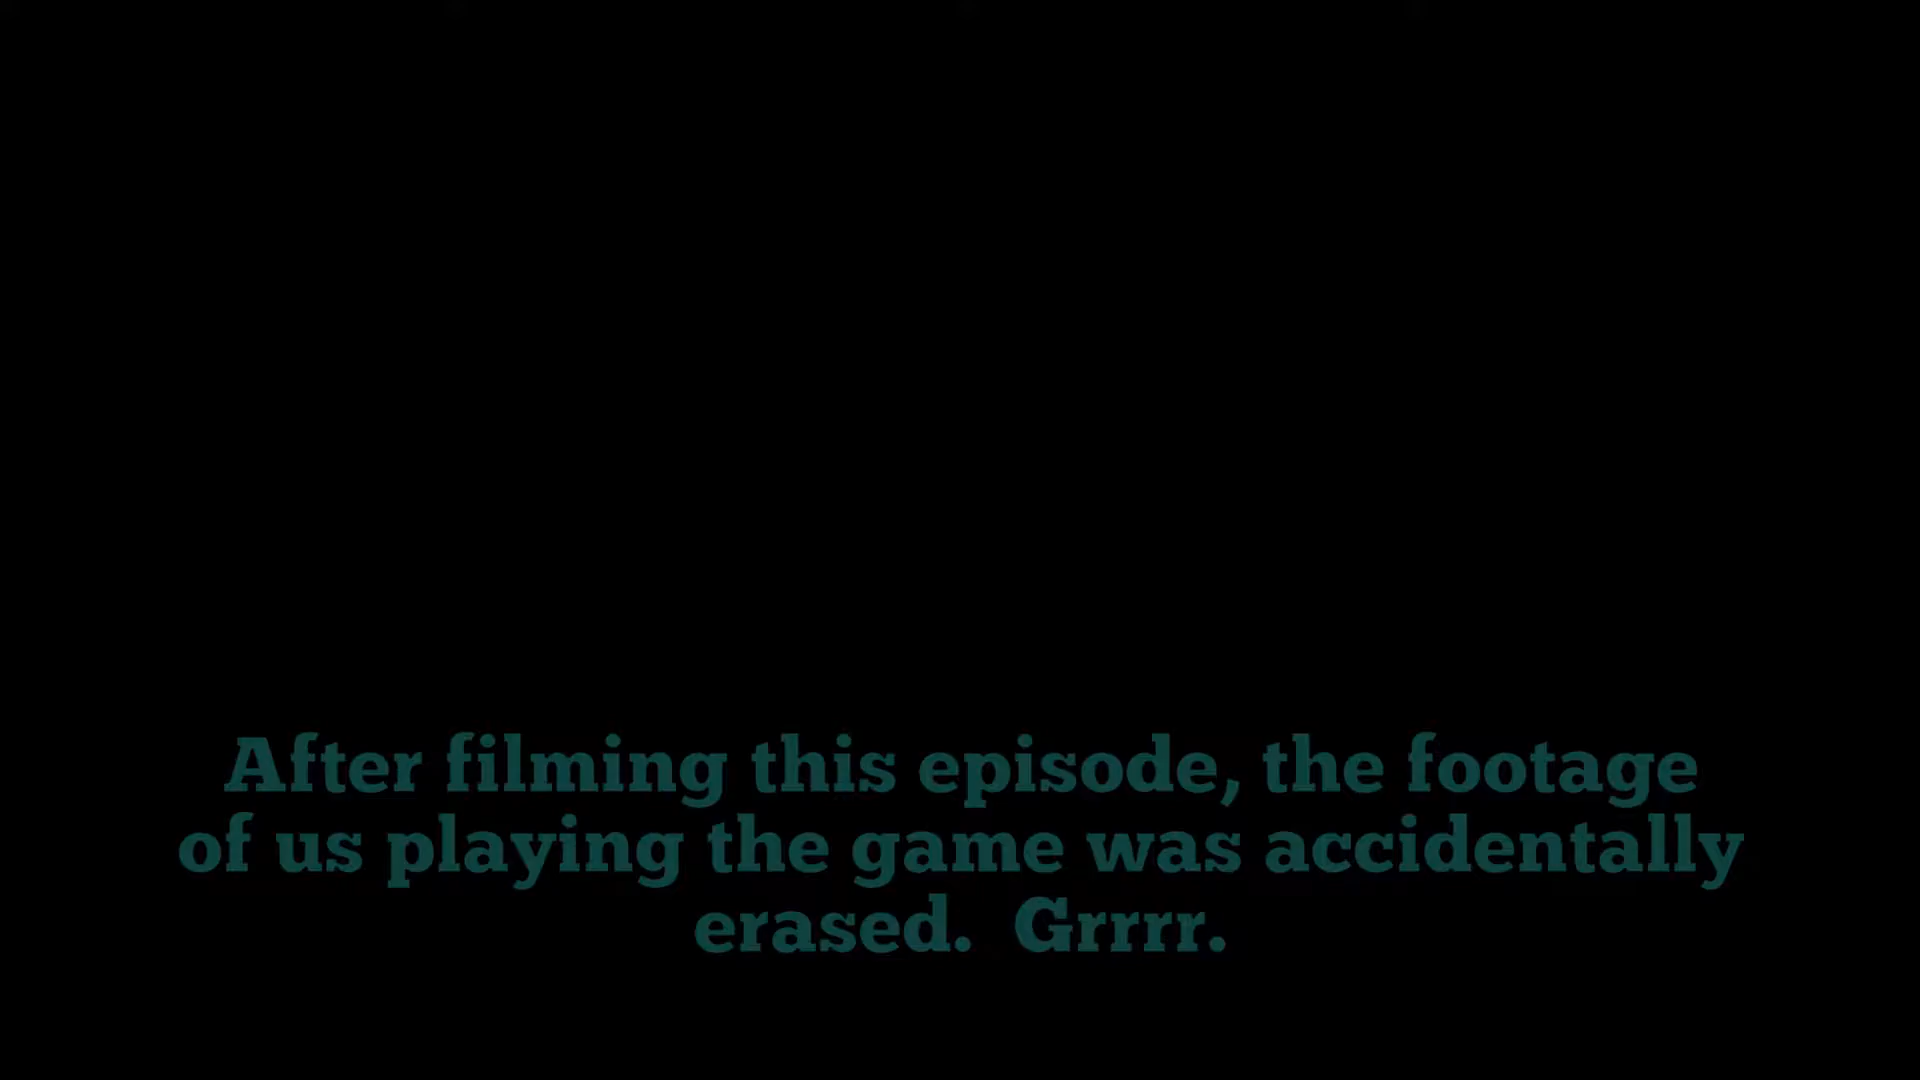 After filming this episode, the footage
of us playing the game was accidentally
erased.  Grrrr.